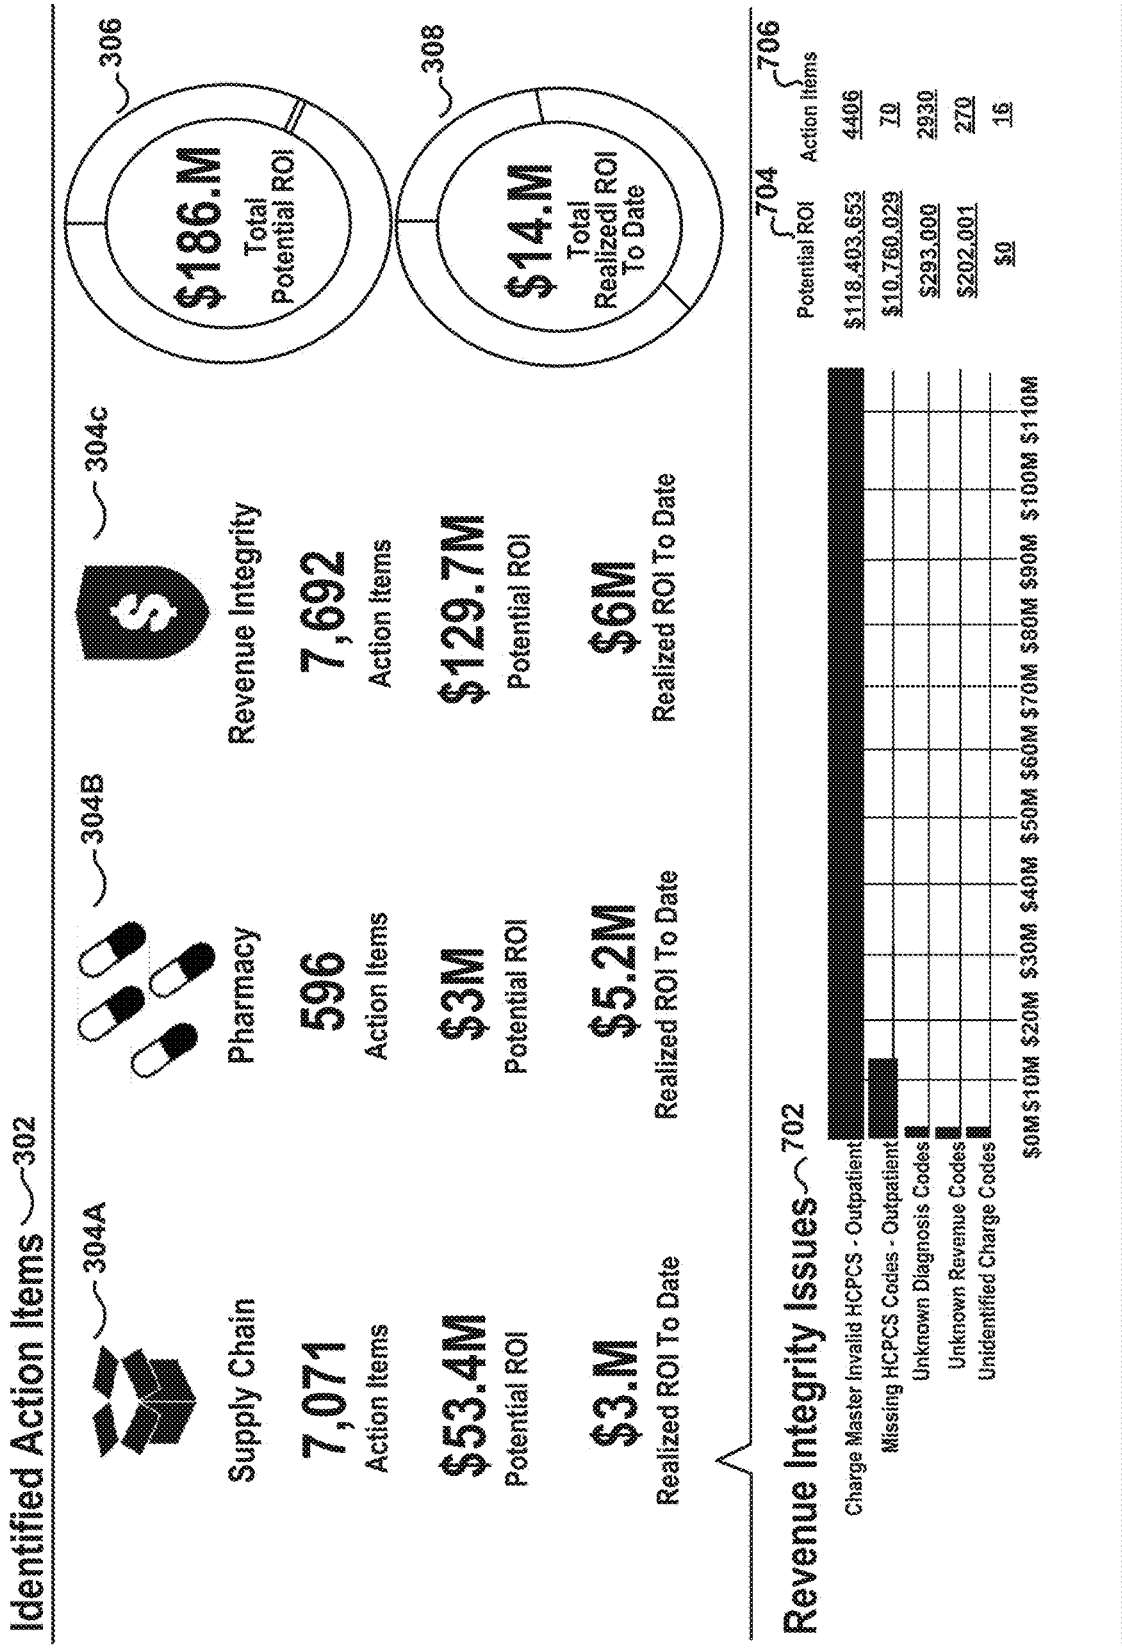 Identified Action Items 302
304A
Supply Chain
7,071
Action Items
$53.4M
Potential ROI
$3.M
Realized ROI To Date
304B
Pharmacy
596
Action Items
$3M
Potential ROI
$5.2M
Realized ROI To Date
304c
Revenue Integrity
7,692
Action Items
$129.7M
Potential ROI
$6M
Realized ROI To Date
306
$186.M
Total
Potential ROI
308
$14.M
Total
Realizedl ROI
To Date
Revenue Integrity Issues 702
704 706
Potential ROI Action Items
Charge Master Invalid HCPCS - Outpatient $118.403.653 4406
Missing HCPCS Codes - Outpatient $10.760.029 70
Unknown Diagnosis Codes $293.000 2930
Unknown Revenue Codes $202.001 270
Unidentified Charge Codes $0 16
$0M $10M $20M $30M $40M $50M $60M $70M $80M $90M $100M $110M